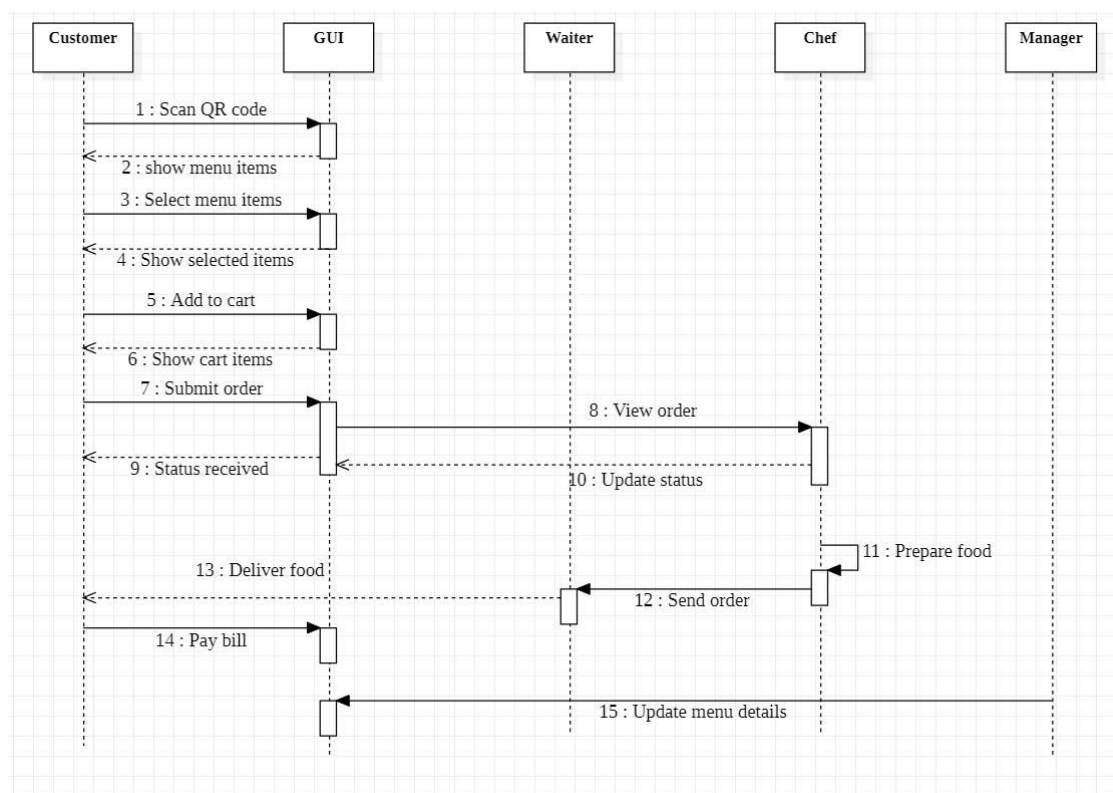 Customer
GUI
Waiter
Chef
Manager
1 : Scan QR code
2 : show menu items
3 : Select menu items
4 : Show selected items
5 : Add to cart
6 : Show cart items
7 : Submit order
8 : View order
9 : Status received
10 : Update status
11 : Prepare food
13 : Deliver food
12 : Send order
14 : Pay bill
15 : Update menu details